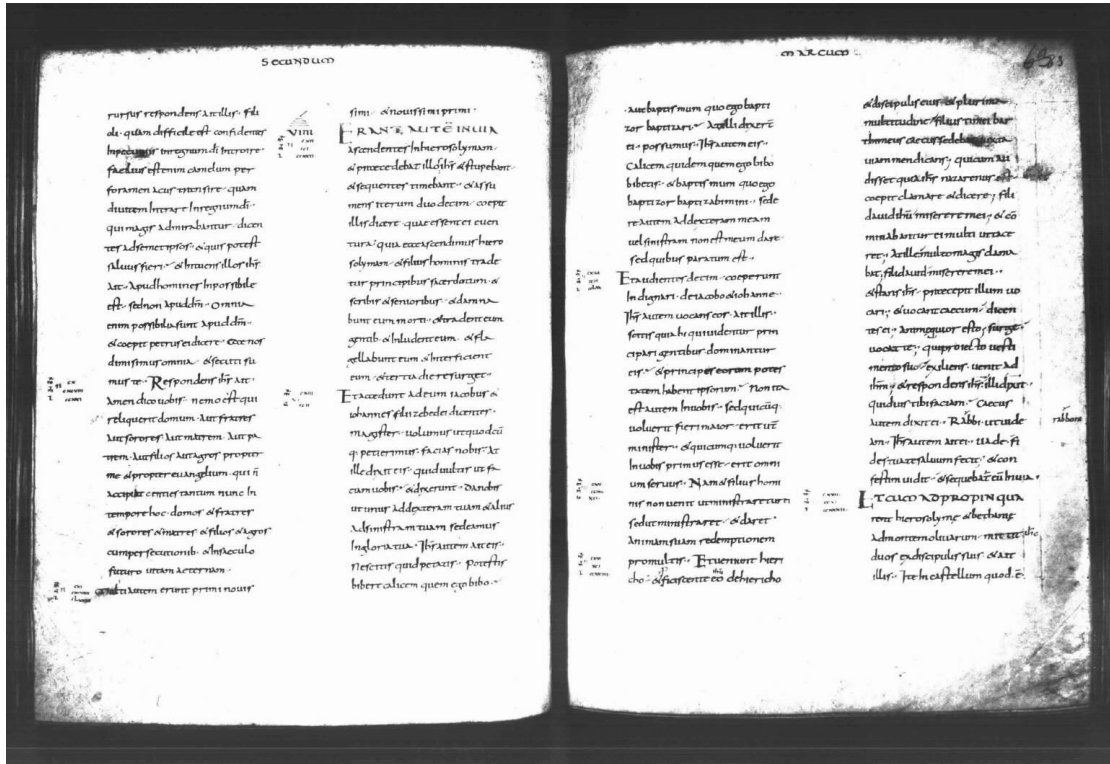 SECUNDUM
rursus respondens ait illis · fili
oli · quam difficile est confidentes
in pecuniis in regnum di introire ·
facilius est enim camelum per
foramen acus transire · quam
diuitem intrare in regnum di ·
qui magis admirabantur · dicen
tes ad semet ipsos · et quis potest
saluus fieri · et intuens illos ihs
ait · apud homines inpossibile
est · sed non apud dm · Omnia
enim possibilia sunt apud dm ·
et coepit petrus ei dicere · Ecce nos
dimisimus omnia · et secuti su
mus te · Respondens ihs ait ·
Amen dico uobis · nemo est qui
reliquerit domum · aut fratres
aut sorores aut matrem · aut pa
trem · aut filios aut agros propter
me et propter euangelium · qui n̄
accipiat centies tantum nunc in
tempore hoc · domos et fratres
et sorores et matres et filios et agros
cum persecutionib · et in saeculo
futuro uitam aeternam ·
multi autem erunt primi nouis
simi · et nouissimi primi ·
VIIII
ERANT AUTĒ IN UIA
ascendentes in hierosolymam ·
et praecedebat illos ihs et stupebant ·
et sequentes timebant · et assu
mens iterum duodecim · coepit
illis dicere quae essent ei euen
tura · quia ecce ascendimus hiero
solymam · et filius hominis trade
tur principibus sacerdotum · et
scribis et senioribus · et damna
bunt eum morti · et tradent eum
gentib · et inludent eum · et fla
gellabunt eum · et interficient
eum · et tertia die resurget ·
Et accedunt ad eum iacobus et
iohannes filii zebedei dicentes ·
magister · uolumus ut quodcū
q · petierimus · facias nobis · at
ille dixit eis · quid uultis ut fa
ciam uobis · et dixerunt · Da nobis
ut unus ad dexteram tuam et alius
ad sinistram tuam sedeamus
in gloria tua · Ihs autem ait eis ·
Nescitis quid petatis · Potestis
bibere calicem quem ego bibo ·
MARCUM
83
aut baptismum quo ego bapti
zor baptizari · At illi dixert̄
ei · possumus · Ihs autem eis ·
Calicem quidem quem ego bibo
bibetis · et baptismum quo ego
baptizor baptizabimini · sede
re autem ad dexteram meam
uel sinistram non est meum dare
sed quibus paratum est ·
Et audientes decim · coeperunt
indignari · de iacobo et iohanne ·
Ihs autem uocans eos · ait illis ·
scitis quia hi qui uidentur prin
cipari gentibus · dominantur
eis · et principes eorum potes
tatem habent ipsorum · Non ita
est autem in uobis · sed quicūq ·
uoluerit fieri maior · erit ur̄
minister · et quicumq · uoluerit
in uobis primus esse · erit omni
um seruus · Nam et filius homi
nis non uenit ut ministraretur ei
sed ut ministraret · et daret
animam suam redemptionem
pro multis · Et uenunt hieri
cho · et proficiscente eo de hiericho
et discipulis eius · et plurima
multitudine · filius timei bar
thimeus caecus sedebat iuxta
uiam mendicans · qui cum au
disset quia ihs nazarenus est
coepit clamare et dicere · fili
dauid ihū miserere mei · et cō
minabantur ei multi ut tace
ret · At ille multo magis clama
bat · fili dauid miserere mei ·
et stans ihs · praecepit illum uo
cari · et uocant caecum · dicen
tes ei · animequior esto · surge ·
uocat te · qui proiecto uesti
mento suo · exiliens · uenit ad
ihm · et respondens ihs illi dixit ·
quid uis tibi faciam · Caecus
autem dixit ei · Rabbi · ut uide
am · Ihs autem ait ei · uade · fi
des tua te saluum fecit · et con
festim uidit · et sequebatur eū in uia ·
rabboni
ET CUM ADPROPINQUA
rent hierosolyme et bethanie
ad montem oliuarum · mittit
duos ex discipulis suis · et ait
illis · Ite in castellum quod · ē